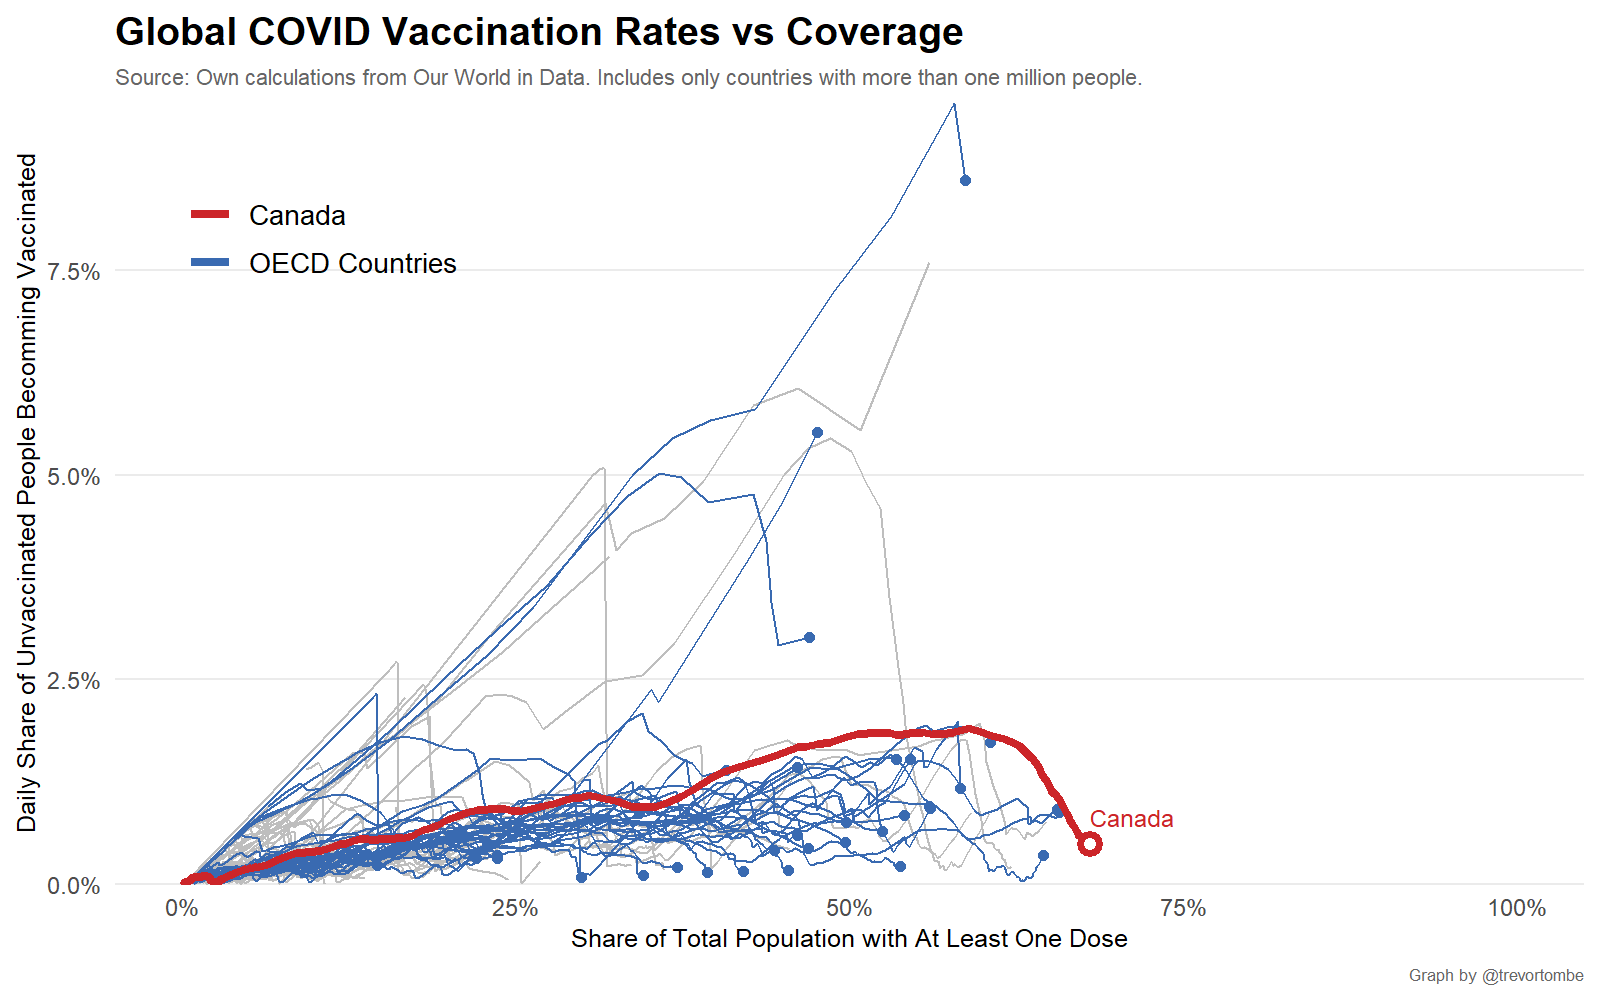 Global COVID Vaccination Rates vs Coverage
Source: Own calculations from Our World in Data. Includes only countries with more than one million people.
Daily Share of Unvaccinated People Becomming Vaccinated
Canada
OECD Countries
7.5%
5.0%
2.5%
0.0%
Canada
0%
25%
50%
75%
100%
Share of Total Population with At Least One Dose
Graph by @trevortombe